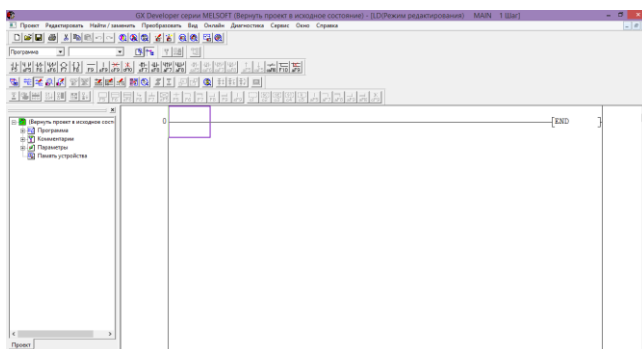 GX Developer серии MELSOFT (Вернуть проект в исходное состояние) - [LD(Режим редактирования) MAIN 1 Шаг]
Проект Редактировать Найти / заменить Преобразовать Вид Онлайн Диагностика Сервис Окно Справка
Программа
(Вернуть проект в исходное сост
0 END
Программа
Комментарии
Параметры
Память устройства
Проект